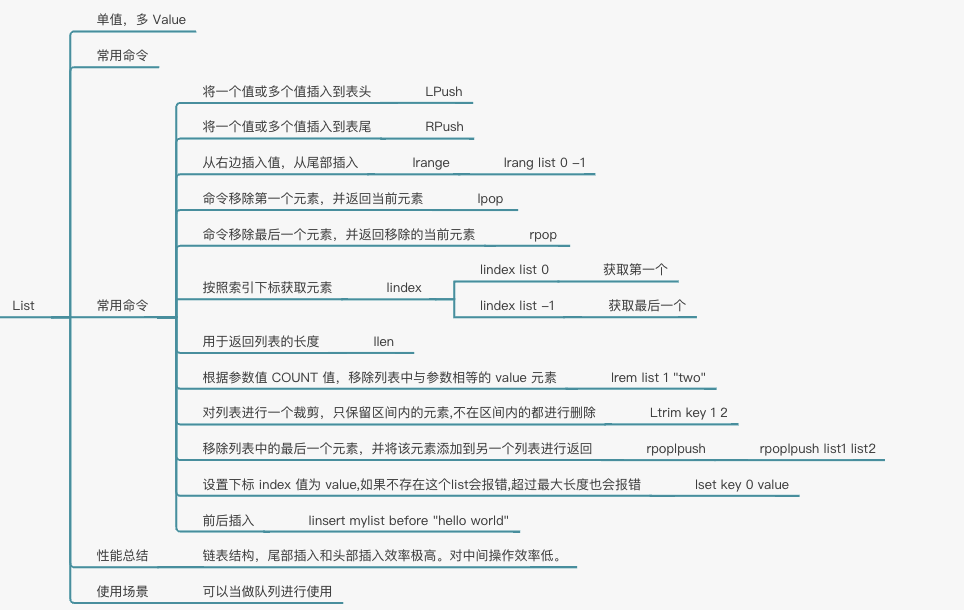 单值，多 Value
常用命令
将一个值或多个值插入到表头 LPush
将一个值或多个值插入到表尾 RPush
从右边插入值，从尾部插入 lrange lrang list 0 -1
命令移除第一个元素，并返回当前元素 lpop
命令移除最后一个元素，并返回移除的当前元素 rpop
lindex list 0 获取第一个
按照索引下标获取元素 lindex
List 常用命令 lindex list -1 获取最后一个
用于返回列表的长度 llen
根据参数值 COUNT 值，移除列表中与参数相等的 value 元素 lrem list 1 "two"
对列表进行一个裁剪，只保留区间内的元素,不在区间内的都进行删除 Ltrim key 1 2
移除列表中的最后一个元素，并将该元素添加到另一个列表进行返回 rpoplpush rpoplpush list1 list2
设置下标 index 值为 value,如果不存在这个list会报错,超过最大长度也会报错 lset key 0 value
前后插入 linsert mylist before "hello world"
性能总结 链表结构，尾部插入和头部插入效率极高。对中间操作效率低。
使用场景 可以当做队列进行使用